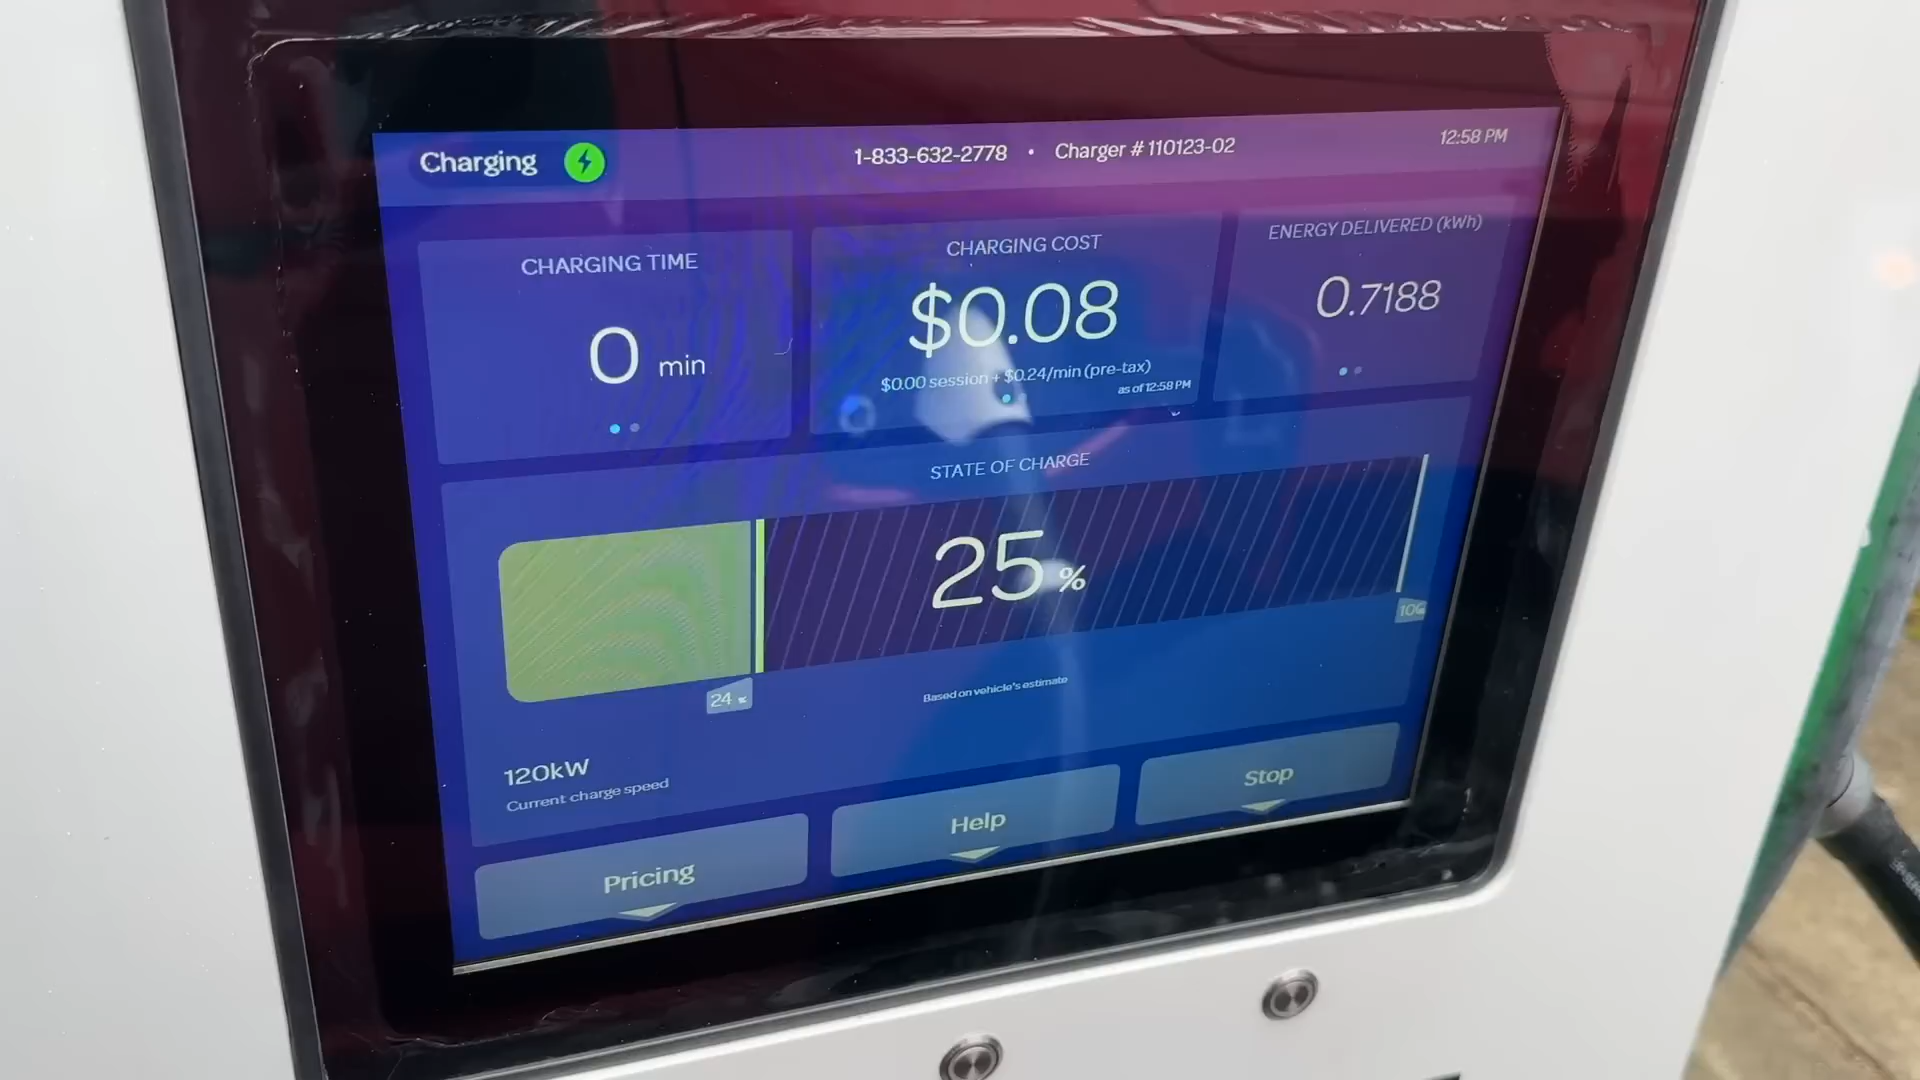 Charging
1-833-632-2778 • Charger # 110123-02
12:58 PM
CHARGING TIME
0 min
CHARGING COST
$0.08
$0.00 session + $0.24/min (pre-tax)
as of 12:58 PM
ENERGY DELIVERED (kWh)
0.7188
STATE OF CHARGE
25 %
24 %
Based on vehicle's estimate
120kW
Current charge speed
Pricing
Help
Stop